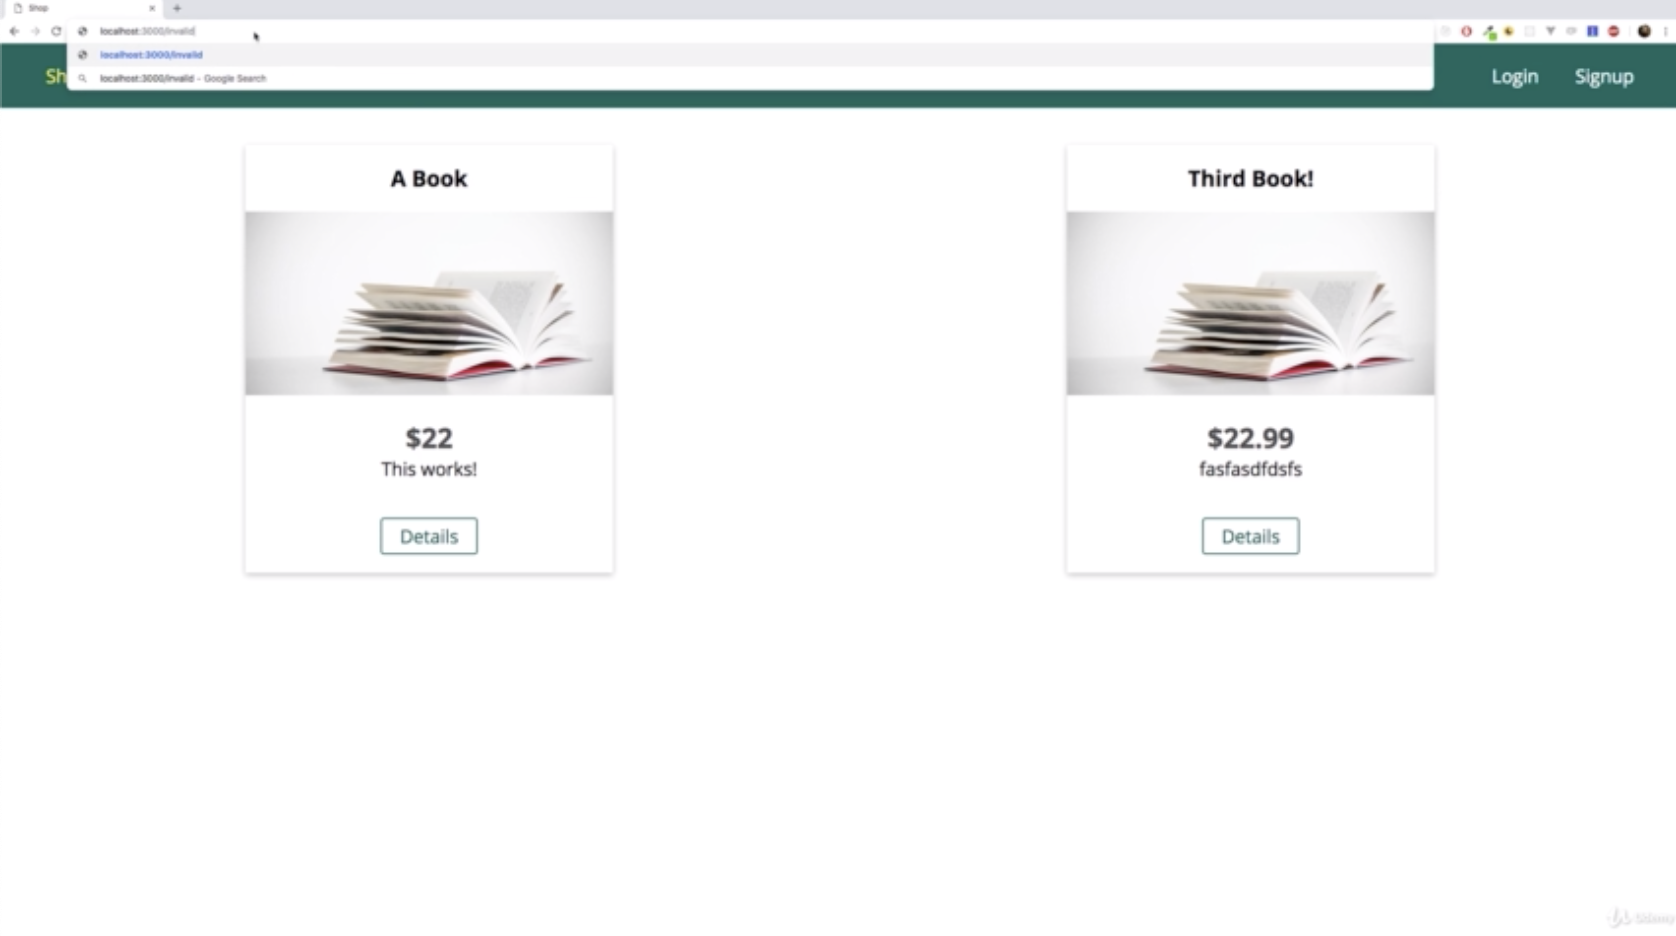 Shop
localhost:3000/invalid
localhost:3000/invalid
localhost:3000/invalid - Google Search
Sh
Login
Signup
A Book
Third Book!
$22
$22.99
This works!
fasfasdfdsfs
Details
Details
Udemy